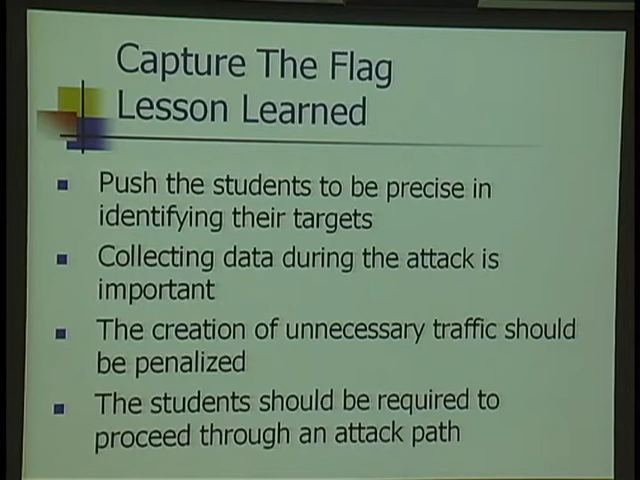 Capture The Flag
Lesson Learned
Push the students to be precise in
identifying their targets
Collecting data during the attack is
important
The creation of unnecessary traffic should
be penalized
The students should be required to
proceed through an attack path